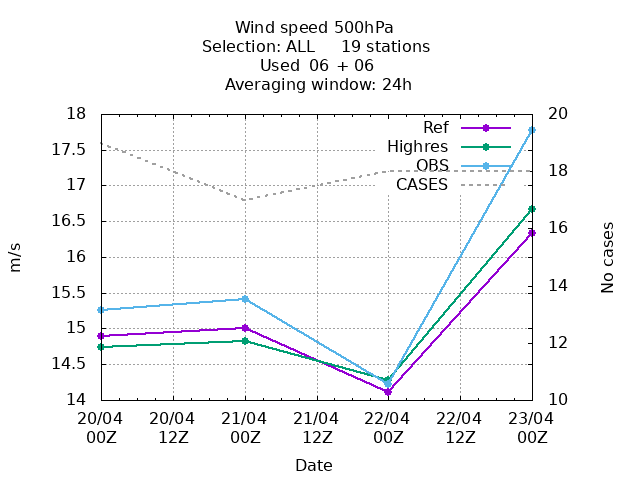 Wind speed 500hPa
Selection: ALL     19 stations
Used  06 + 06
Averaging window: 24h
18
17.5
17
16.5
16
15.5
15
14.5
14
m/s
20
18
16
14
12
10
No cases
Ref
Highres
OBS
CASES
20/04 20/04 21/04 21/04 22/04 22/04 23/04
00Z 12Z 00Z 12Z 00Z 12Z 00Z
Date